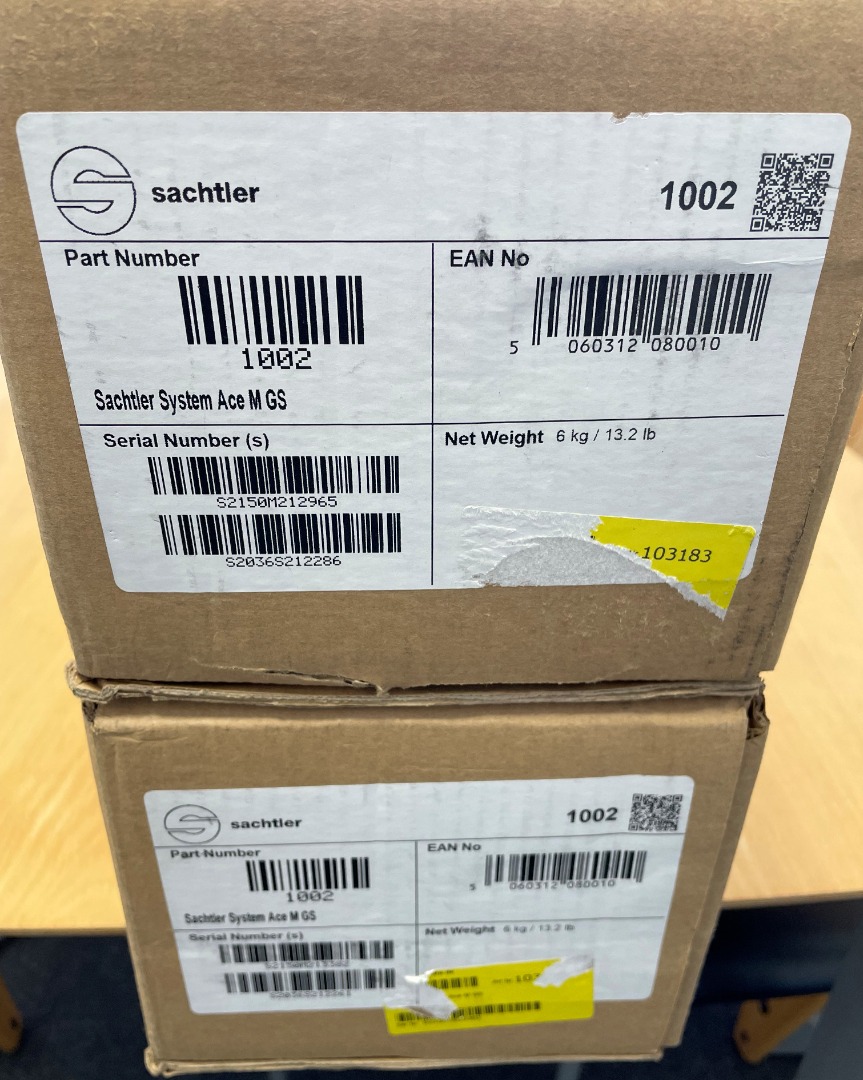 sachtler
1002
Part Number
EAN No
1002
5 060312 080010
Sachtler System Ace M GS
Serial Number (s)
Net Weight 6 kg / 13.2 lb
S2150M212965
S2036S212286
103183
sachtler
1002
Part Number
EAN No
1002
5 060312 080010
Sachtler System Ace M GS
Serial Number (s)
Net Weight 6 kg / 13.2 lb